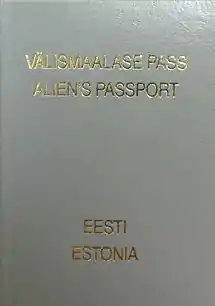 VÄLISMAALASE PASS
ALIEN'S PASSPORT
EESTI
ESTONIA